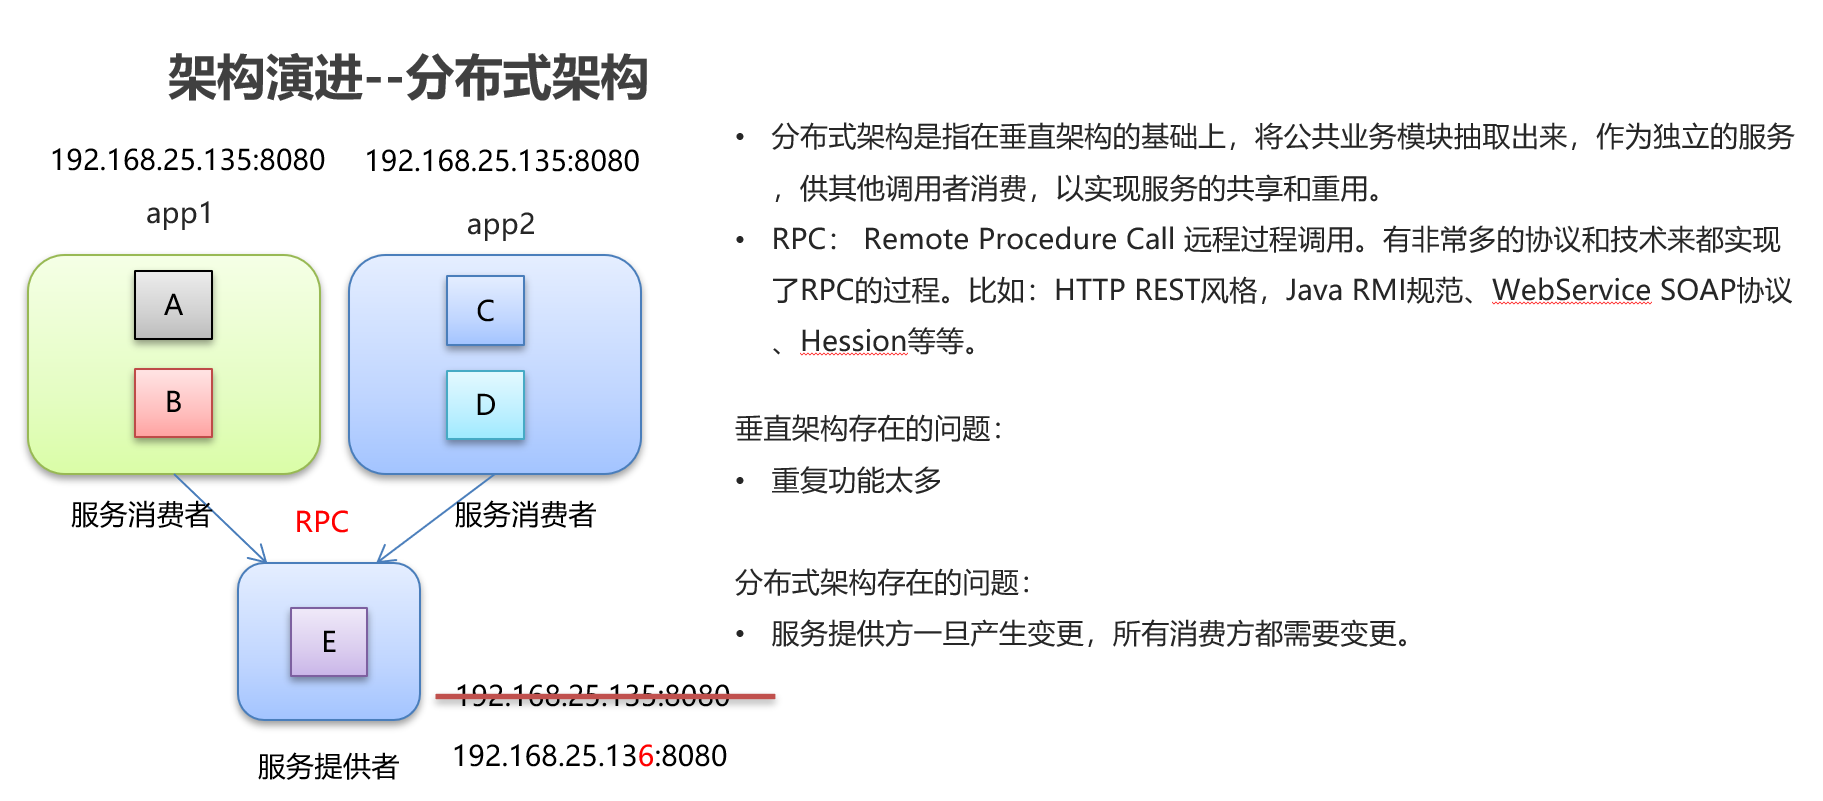 架构演进--分布式架构
192.168.25.135:8080
192.168.25.135:8080
app1
app2
A
B
C
D
服务消费者
RPC
服务消费者
E
192.168.25.135:8080
192.168.25.136:8080
服务提供者
• 分布式架构是指在垂直架构的基础上，将公共业务模块抽取出来，作为独立的服务
，供其他调用者消费，以实现服务的共享和重用。
• RPC： Remote Procedure Call 远程过程调用。有非常多的协议和技术来都实现
了RPC的过程。比如：HTTP REST风格，Java RMI规范、WebService SOAP协议
、Hession等等。
垂直架构存在的问题：
• 重复功能太多
分布式架构存在的问题：
• 服务提供方一旦产生变更，所有消费方都需要变更。